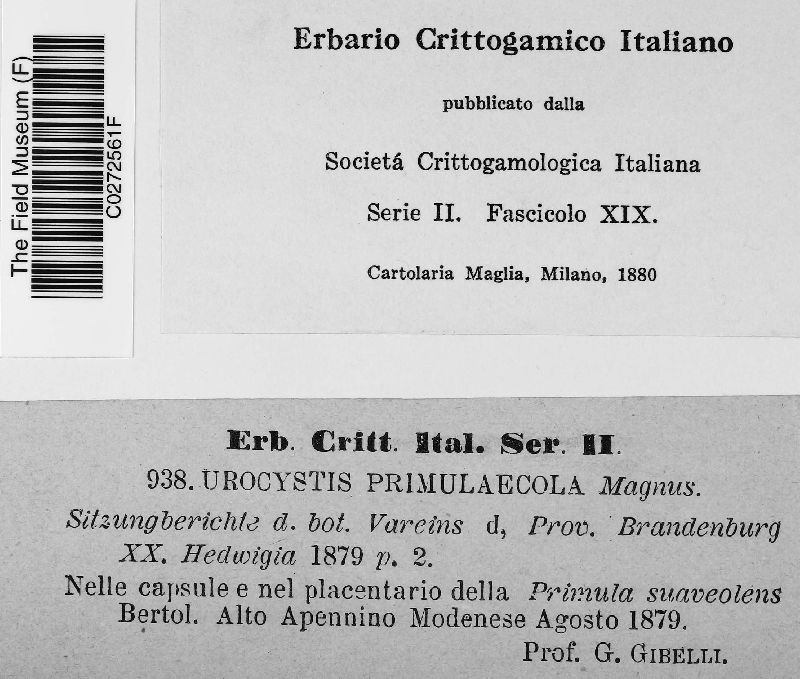 The Field Museum (F)
C0272561F
Erbario Crittogamico Italiano
pubblicato dalla
Societá Crittogamologica Italiana
Serie II. Fascicolo XIX.
Cartolaria Maglia, Milano, 1880
Erb. Critt. Ital. Ser. II.
938. UROCYSTIS PRIMULAECOLA Magnus.
Sitzungberichte d. bot. Vareins d, Prov. Brandenburg
XX. Hedwigia 1879 p. 2.
Nelle capsule e nel placentario della Primula suaveolens
Bertol. Alto Apennino Modenese Agosto 1879.
Prof. G. GIBELLI.